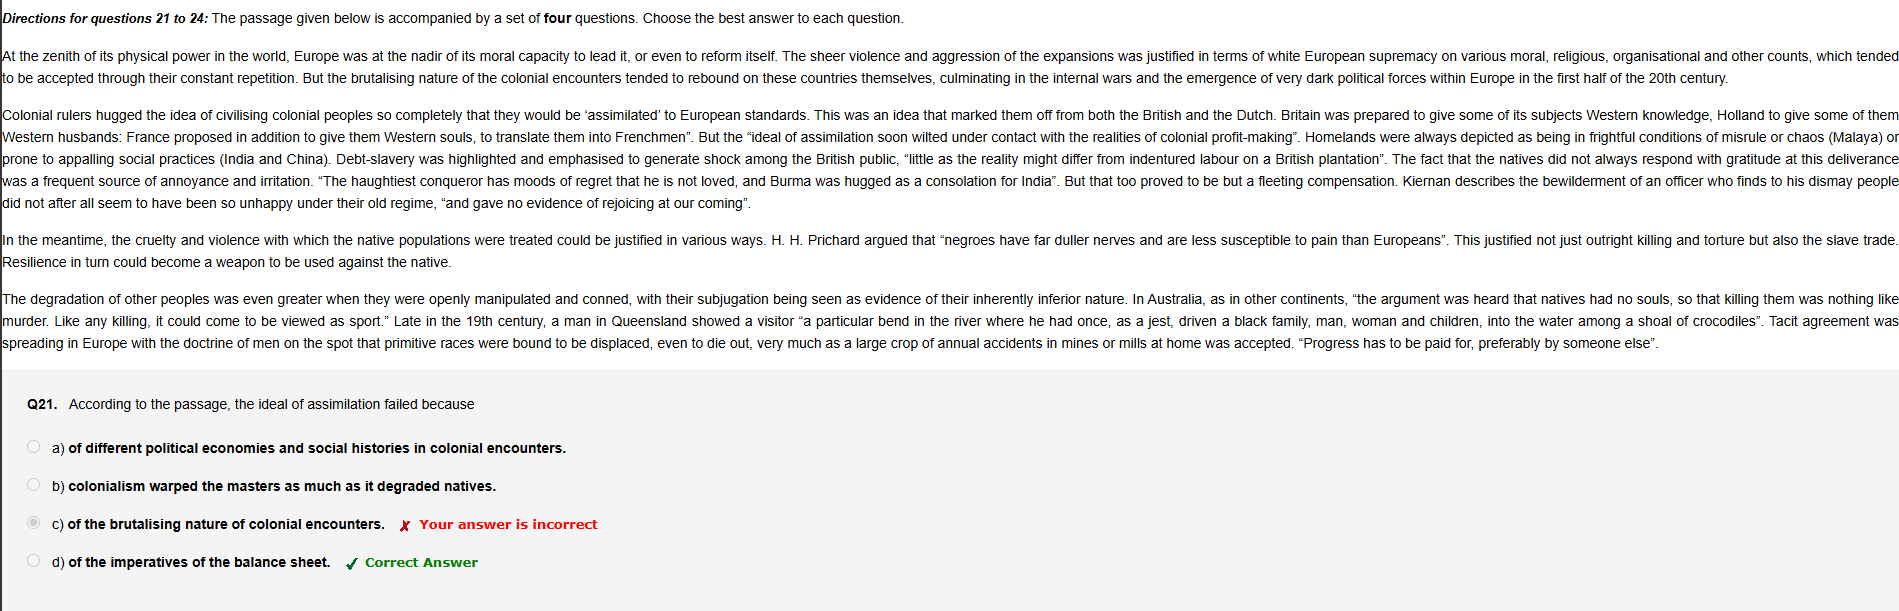 Directions for questions 21 to 24: The passage given below is accompanied by a set of four questions. Choose the best answer to each question.
At the zenith of its physical power in the world, Europe was at the nadir of its moral capacity to lead it, or even to reform itself. The sheer violence and aggression of the expansions was justified in terms of white European supremacy on various moral, religious, organisational and other counts, which tended
to be accepted through their constant repetition. But the brutalising nature of the colonial encounters tended to rebound on these countries themselves, culminating in the internal wars and the emergence of very dark political forces within Europe in the first half of the 20th century.
Colonial rulers hugged the idea of civilising colonial peoples so completely that they would be ‘assimilated’ to European standards. This was an idea that marked them off from both the British and the Dutch. Britain was prepared to give some of its subjects Western knowledge, Holland to give some of them
Western husbands: France proposed in addition to give them Western souls, to translate them into Frenchmen”. But the “ideal of assimilation soon wilted under contact with the realities of colonial profit-making”. Homelands were always depicted as being in frightful conditions of misrule or chaos (Malaya) or
prone to appalling social practices (India and China). Debt-slavery was highlighted and emphasised to generate shock among the British public, “little as the reality might differ from indentured labour on a British plantation”. The fact that the natives did not always respond with gratitude at this deliverance
was a frequent source of annoyance and irritation. “The haughtiest conqueror has moods of regret that he is not loved, and Burma was hugged as a consolation for India”. But that too proved to be but a fleeting compensation. Kiernan describes the bewilderment of an officer who finds to his dismay people
did not after all seem to have been so unhappy under their old regime, “and gave no evidence of rejoicing at our coming”.
In the meantime, the cruelty and violence with which the native populations were treated could be justified in various ways. H. H. Prichard argued that “negroes have far duller nerves and are less susceptible to pain than Europeans”. This justified not just outright killing and torture but also the slave trade.
Resilience in turn could become a weapon to be used against the native.
The degradation of other peoples was even greater when they were openly manipulated and conned, with their subjugation being seen as evidence of their inherently inferior nature. In Australia, as in other continents, “the argument was heard that natives had no souls, so that killing them was nothing like
murder. Like any killing, it could come to be viewed as sport.” Late in the 19th century, a man in Queensland showed a visitor “a particular bend in the river where he had once, as a jest, driven a black family, man, woman and children, into the water among a shoal of crocodiles”. Tacit agreement was
spreading in Europe with the doctrine of men on the spot that primitive races were bound to be displaced, even to die out, very much as a large crop of annual accidents in mines or mills at home was accepted. “Progress has to be paid for, preferably by someone else”.
Q21. According to the passage, the ideal of assimilation failed because
a) of different political economies and social histories in colonial encounters.
b) colonialism warped the masters as much as it degraded natives.
c) of the brutalising nature of colonial encounters. ✗ Your answer is incorrect
d) of the imperatives of the balance sheet. ✓ Correct Answer